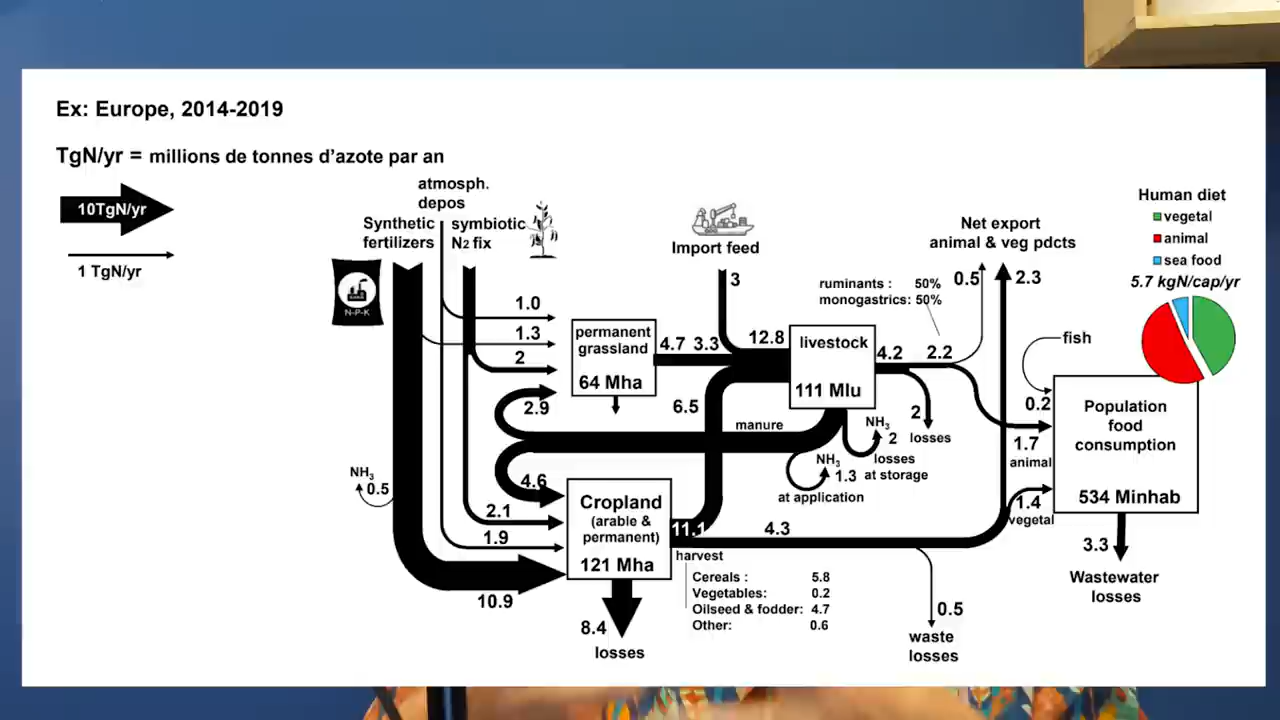 Ex: Europe, 2014-2019
TgN/yr = millions de tonnes d'azote par an
10TgN/yr
1 TgN/yr
atmosph.
depos
Synthetic
fertilizers
symbiotic
N2 fix
N-P-K
1.0
1.3
2
2.9
4.6
NH3
0.5
2.1
1.9
10.9
permanent
grassland
64 Mha
4.7
3.3
Import feed
3
12.8
6.5
manure
livestock
111 Mlu
ruminants : 50%
monogastrics: 50%
4.2
2.2
2
losses
NH3
2
losses
at storage
NH3
1.3
at application
Cropland
(arable &
permanent)
121 Mha
8.4
losses
11.1
harvest
Cereals : 5.8
Vegetables: 0.2
Oilseed & fodder: 4.7
Other: 0.6
4.3
0.5
waste
losses
Net export
animal & veg pdcts
0.5
2.3
fish
0.2
1.7
animal
1.4
vegetal
Population
food
consumption
534 Minhab
3.3
Wastewater
losses
Human diet
vegetal
animal
sea food
5.7 kgN/cap/yr